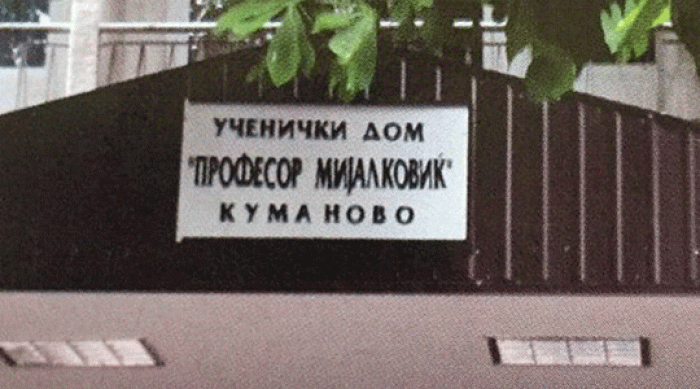 УЧЕНИЧКИ ДОМ
"ПРОФЕСОР МИЈАЛКОВИЌ"
КУМАНОВО